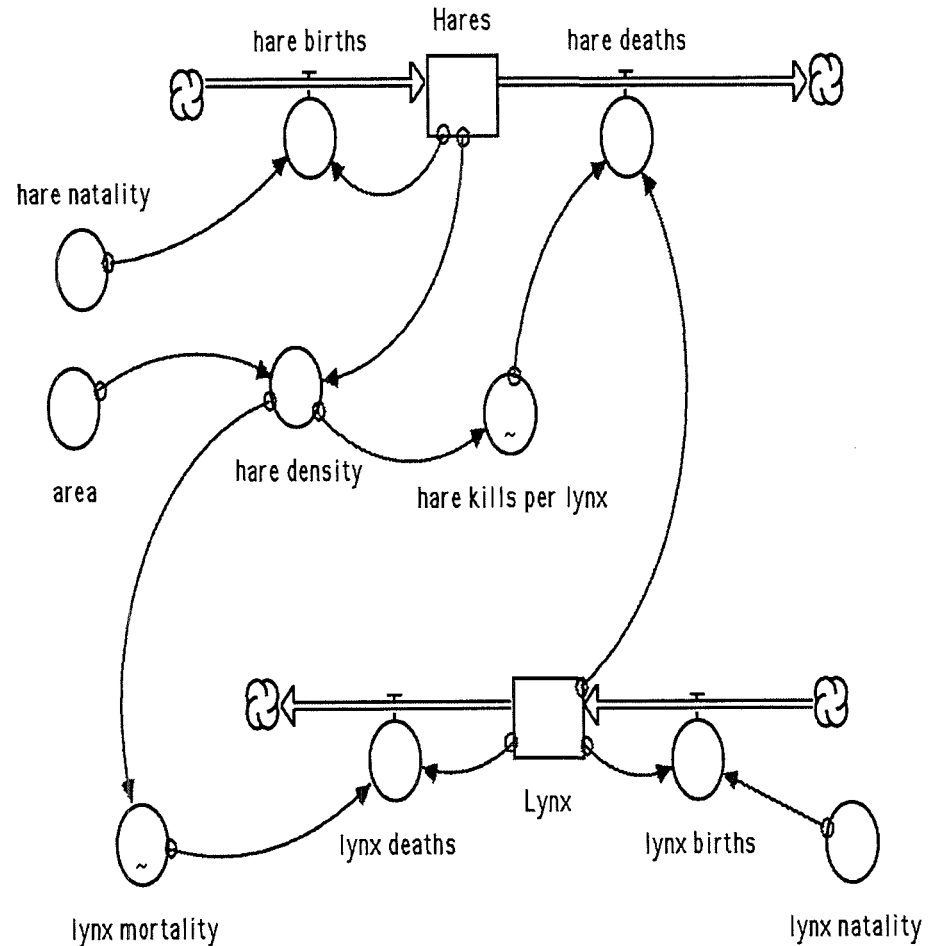 Hares
hare births
hare deaths
hare natality
hare density
area
hare kills per lynx
~
Lynx
lynx deaths
lynx births
~
lynx mortality
lynx natality